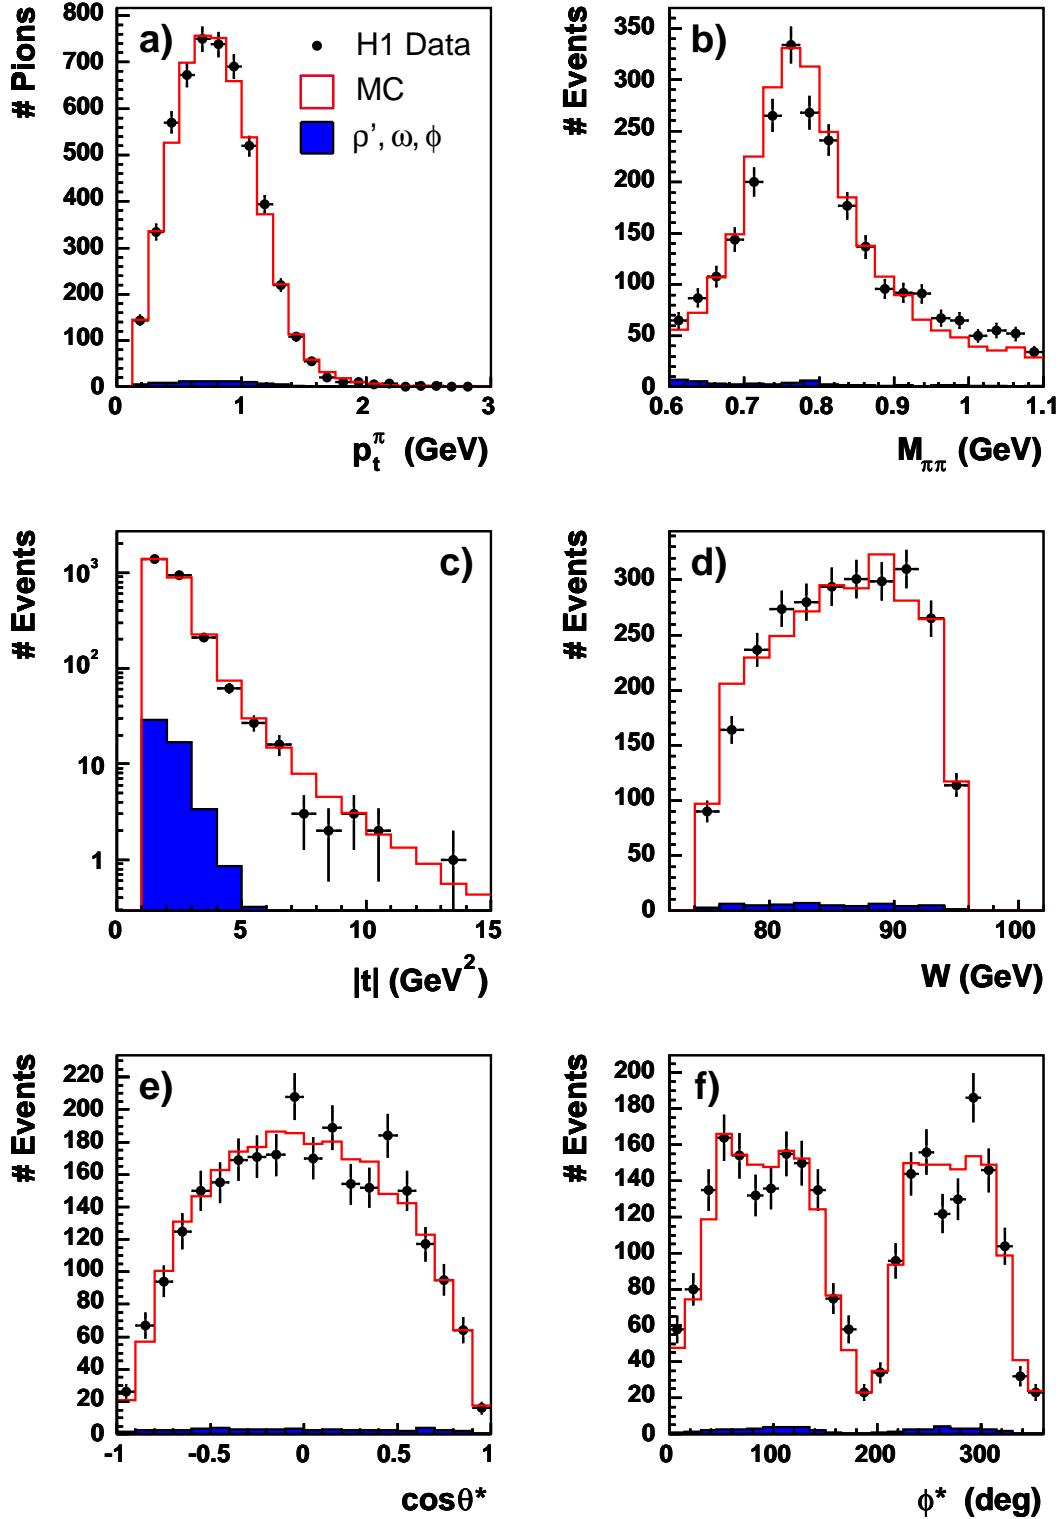 a)
H1 Data
MC
ρ', ω, φ
# Pions
800
700
600
500
400
300
200
100
0
0 1 2 3
p_t^π (GeV)
b)
# Events
350
300
250
200
150
100
50
0
0.6 0.7 0.8 0.9 1 1.1
M_ππ (GeV)
c)
# Events
10^3
10^2
10
1
0 5 10 15
|t| (GeV^2)
d)
# Events
300
250
200
150
100
50
0
80 90 100
W (GeV)
e)
# Events
220
200
180
160
140
120
100
80
60
40
20
0
-1 -0.5 0 0.5 1
cosθ*
f)
# Events
200
180
160
140
120
100
80
60
40
20
0
0 100 200 300
ϕ* (deg)